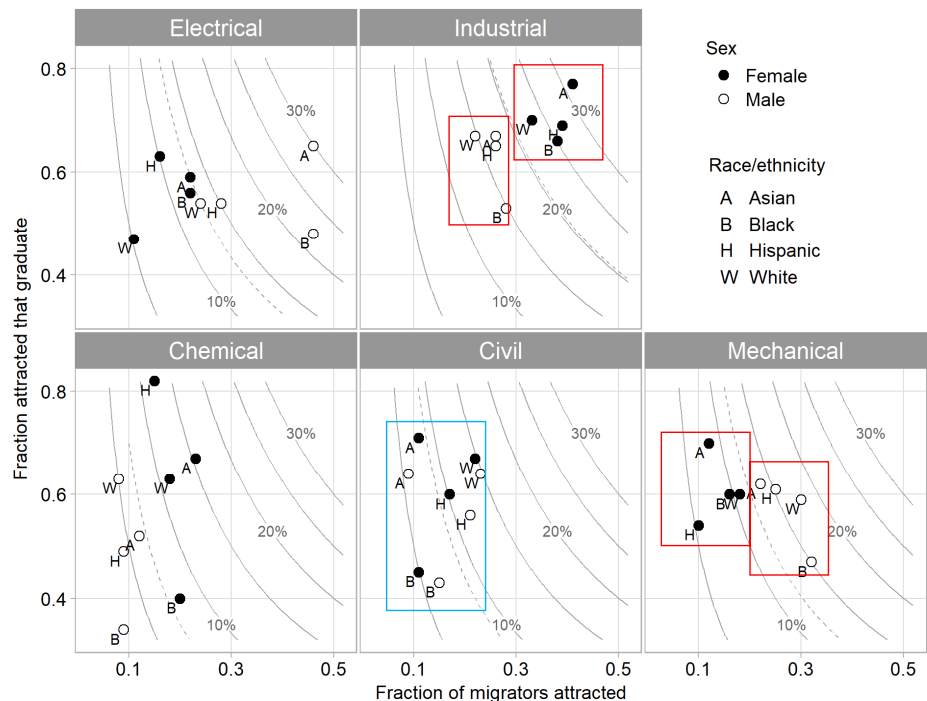 Electrical
Industrial
Sex
Female
Male
Race/ethnicity
A Asian
B Black
H Hispanic
W White
0.8
0.6
0.4
30%
20%
10%
A
H
A
B
W
H
B
W
30%
20%
10%
A
W
H
B
W
A
H
B
Chemical
Civil
Mechanical
0.8
0.6
0.4
30%
20%
10%
H
A
W
W
A
H
B
B
30%
20%
10%
A
W
A
W
H
H
B
B
30%
20%
10%
A
B
W
A
H
W
H
B
0.1
0.3
0.5
0.1
0.3
0.5
0.1
0.3
0.5
Fraction of migrators attracted
Fraction attracted that graduate